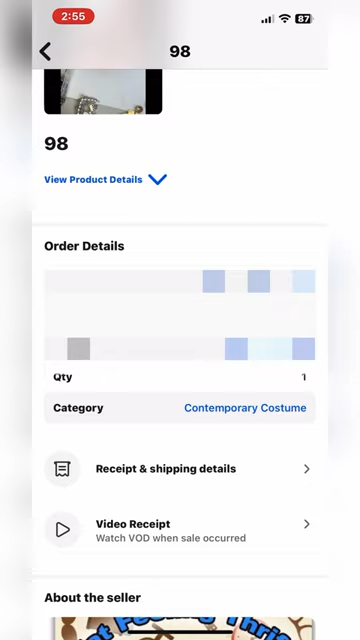 2:55
87
98
98
View Product Details
Order Details
Qty 1
Category Contemporary Costume
Receipt & shipping details
Video Receipt
Watch VOD when sale occurred
About the seller